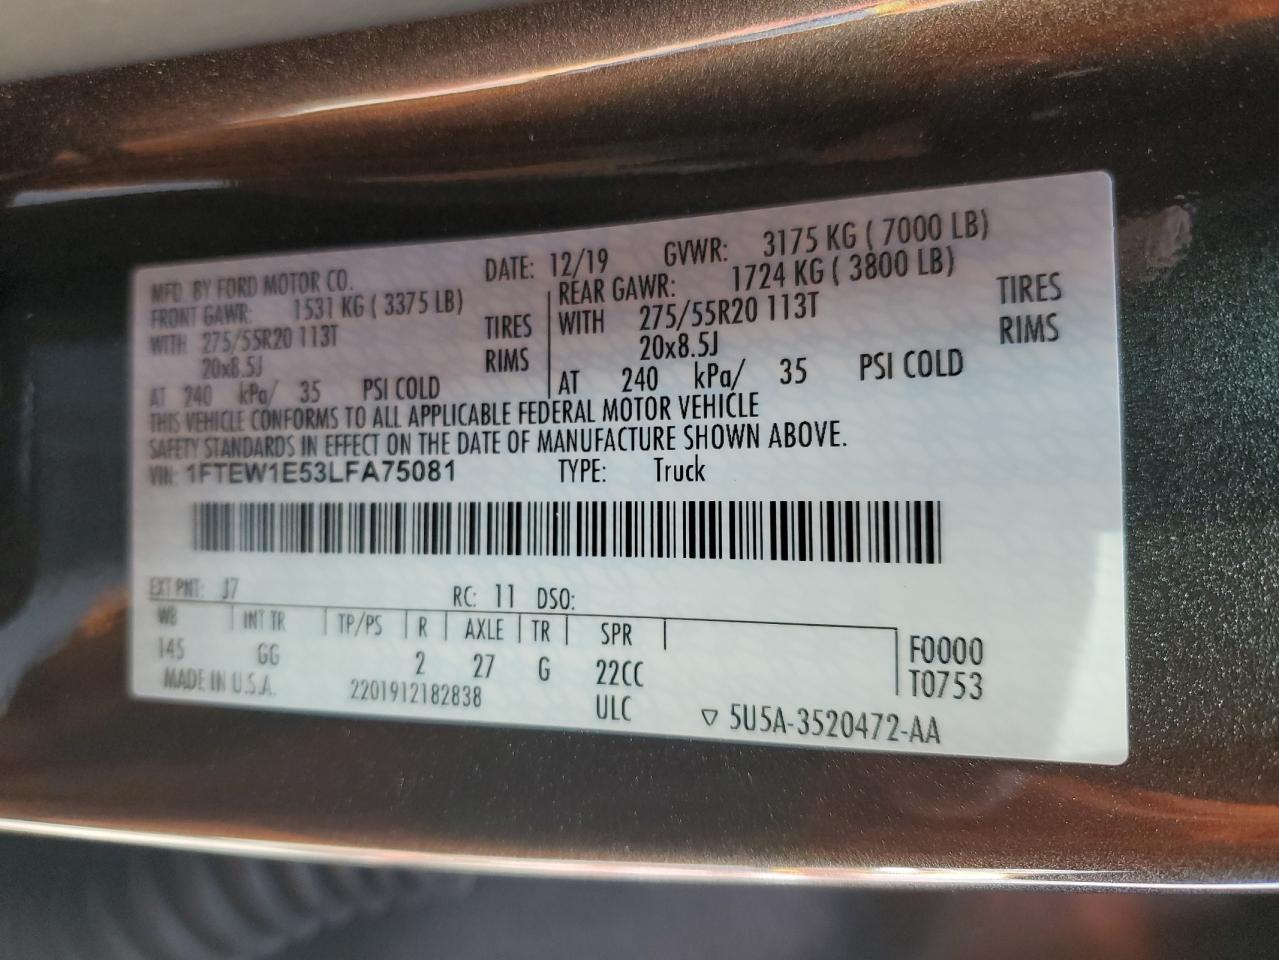 MFD. BY FORD MOTOR CO. DATE: 12/19 GVWR: 3175 KG ( 7000 LB)
FRONT GAWR: 1531 KG ( 3375 LB) REAR GAWR: 1724 KG ( 3800 LB)
WITH 275/55R20 113T TIRES WITH 275/55R20 113T TIRES
20x8.5J RIMS 20x8.5J RIMS
AT 240 kPa/ 35 PSI COLD AT 240 kPa/ 35 PSI COLD
THIS VEHICLE CONFORMS TO ALL APPLICABLE FEDERAL MOTOR VEHICLE
SAFETY STANDARDS IN EFFECT ON THE DATE OF MANUFACTURE SHOWN ABOVE.
VIN: 1FTEW1E53LFA75081 TYPE: Truck
EXT PNT: J7 RC: 11 DSO:
WB INT TR TP/PS R AXLE TR SPR F0000
145 GG 2 27 G 22CC T0753
MADE IN U.S.A. 2201912182838 ULC ▽ 5U5A-3520472-AA